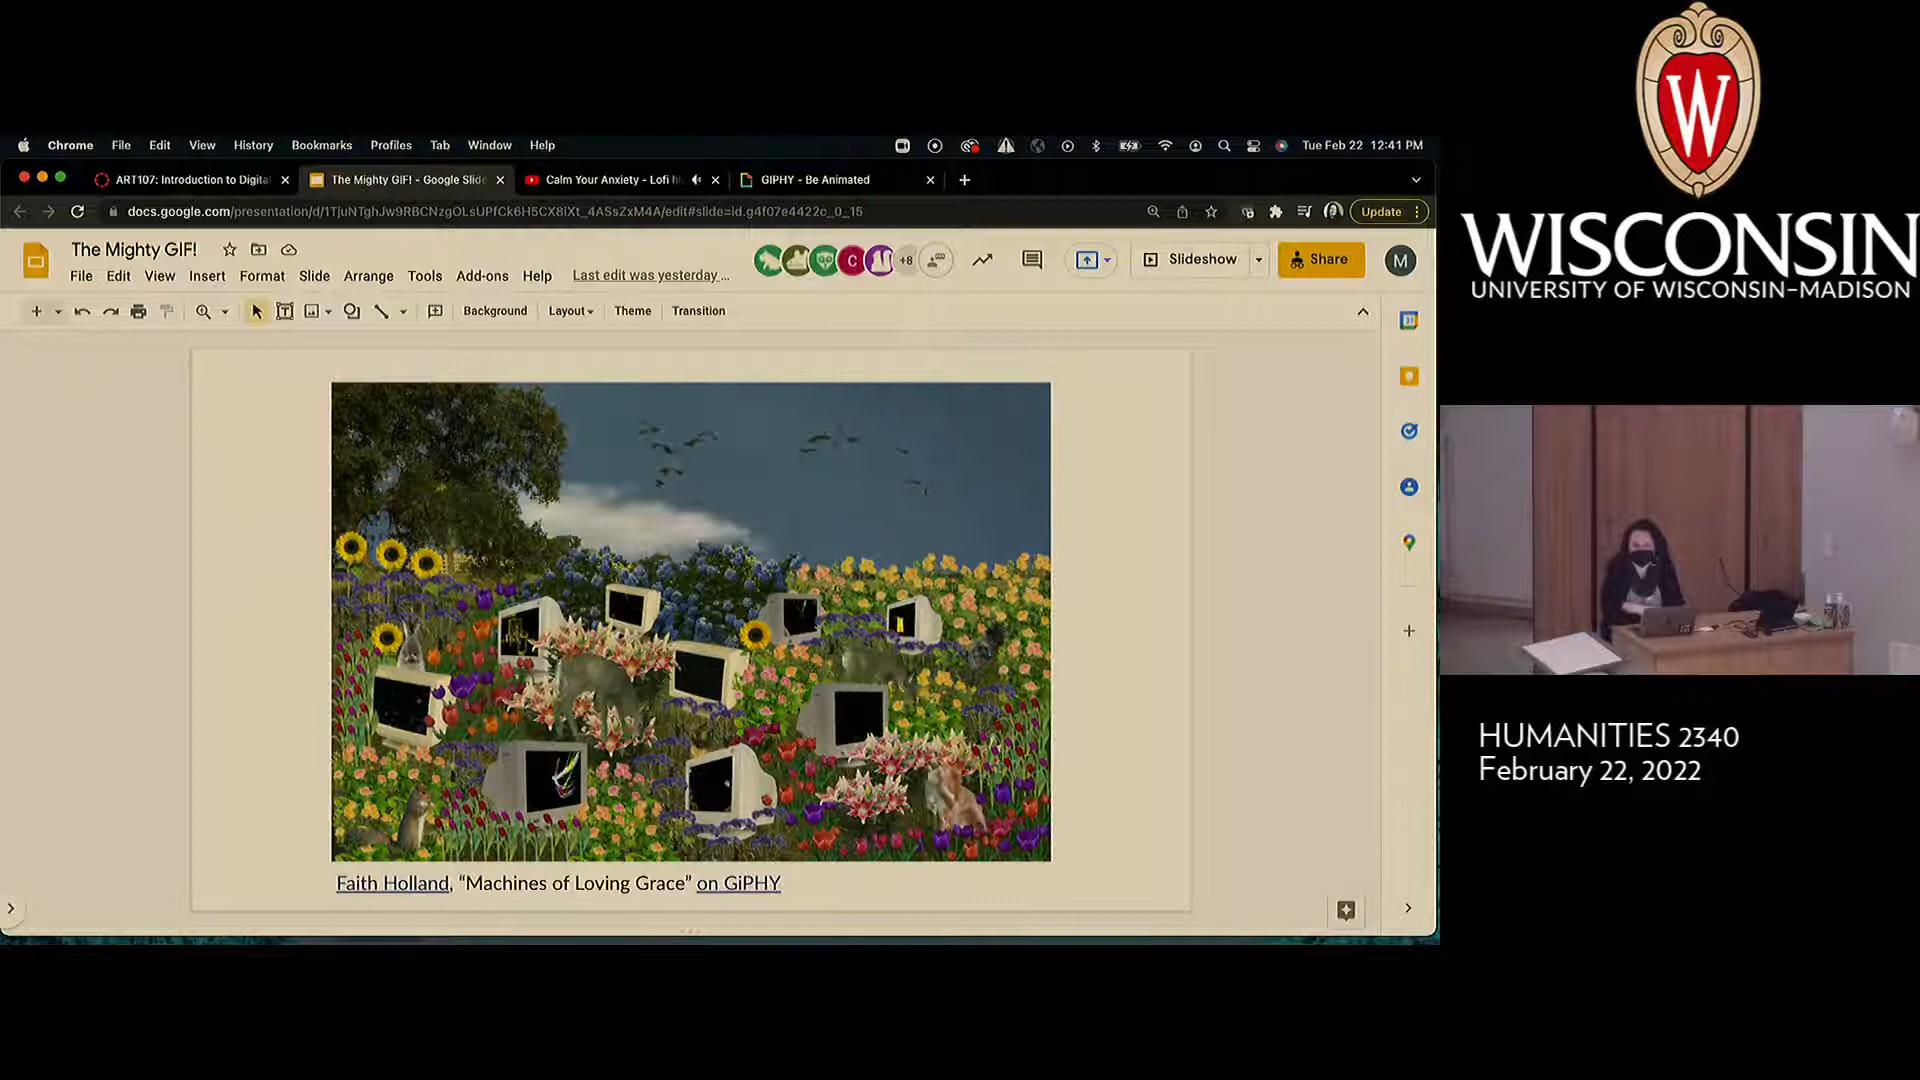 Chrome File Edit View History Bookmarks Profiles Tab Window Help Tue Feb 22 12:41 PM
ART107: Introduction to Digita The Mighty GIF! - Google Slide Calm Your Anxiety - Lofi h GIPHY - Be Animated
docs.google.com/presentation/d/1TjuNTghJw9RBCNzgOLsUPfCk6H5CX8iXt_4ASsZxM4A/edit#slide=id.g4f07e4422c_0_15 Update
The Mighty GIF!
C +8 Slideshow Share M
File Edit View Insert Format Slide Arrange Tools Add-ons Help Last edit was yesterday ...
Background Layout Theme Transition
Faith Holland, “Machines of Loving Grace” on GiPHY
W
WISCONSIN
UNIVERSITY OF WISCONSIN-MADISON
HUMANITIES 2340
February 22, 2022